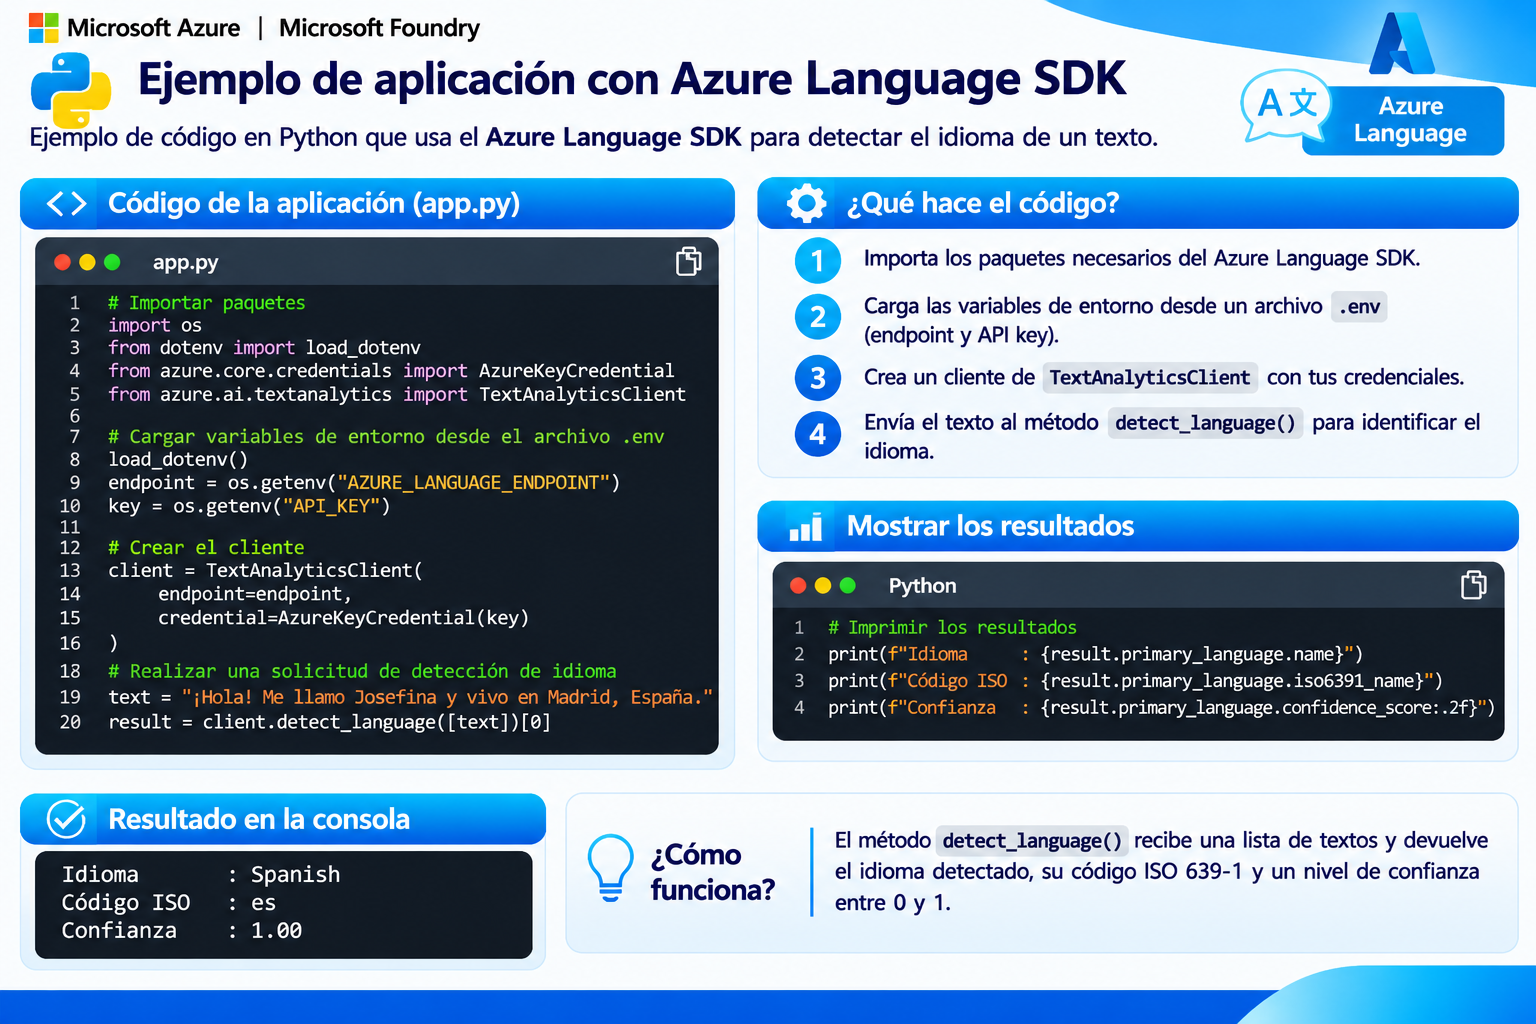 Microsoft Azure | Microsoft Foundry
Ejemplo de aplicación con Azure Language SDK
Ejemplo de código en Python que usa el Azure Language SDK para detectar el idioma de un texto.
A文
Azure
Language
<> Código de la aplicación (app.py)
app.py
1 # Importar paquetes
2 import os
3 from dotenv import load_dotenv
4 from azure.core.credentials import AzureKeyCredential
5 from azure.ai.textanalytics import TextAnalyticsClient
6
7 # Cargar variables de entorno desde el archivo .env
8 load_dotenv()
9 endpoint = os.getenv("AZURE_LANGUAGE_ENDPOINT")
10 key = os.getenv("API_KEY")
11
12 # Crear el cliente
13 client = TextAnalyticsClient(
14 endpoint=endpoint,
15 credential=AzureKeyCredential(key)
16 )
18 # Realizar una solicitud de detección de idioma
19 text = "¡Hola! Me llamo Josefina y vivo en Madrid, España."
20 result = client.detect_language([text])[0]
¿Qué hace el código?
1 Importa los paquetes necesarios del Azure Language SDK.
2 Carga las variables de entorno desde un archivo .env
(endpoint y API key).
3 Crea un cliente de TextAnalyticsClient con tus credenciales.
4 Envía el texto al método detect_language() para identificar el
idioma.
Mostrar los resultados
Python
1 # Imprimir los resultados
2 print(f"Idioma : {result.primary_language.name}")
3 print(f"Código ISO : {result.primary_language.iso6391_name}")
4 print(f"Confianza : {result.primary_language.confidence_score:.2f}")
Resultado en la consola
Idioma : Spanish
Código ISO : es
Confianza : 1.00
¿Cómo
funciona?
El método detect_language() recibe una lista de textos y devuelve
el idioma detectado, su código ISO 639-1 y un nivel de confianza
entre 0 y 1.